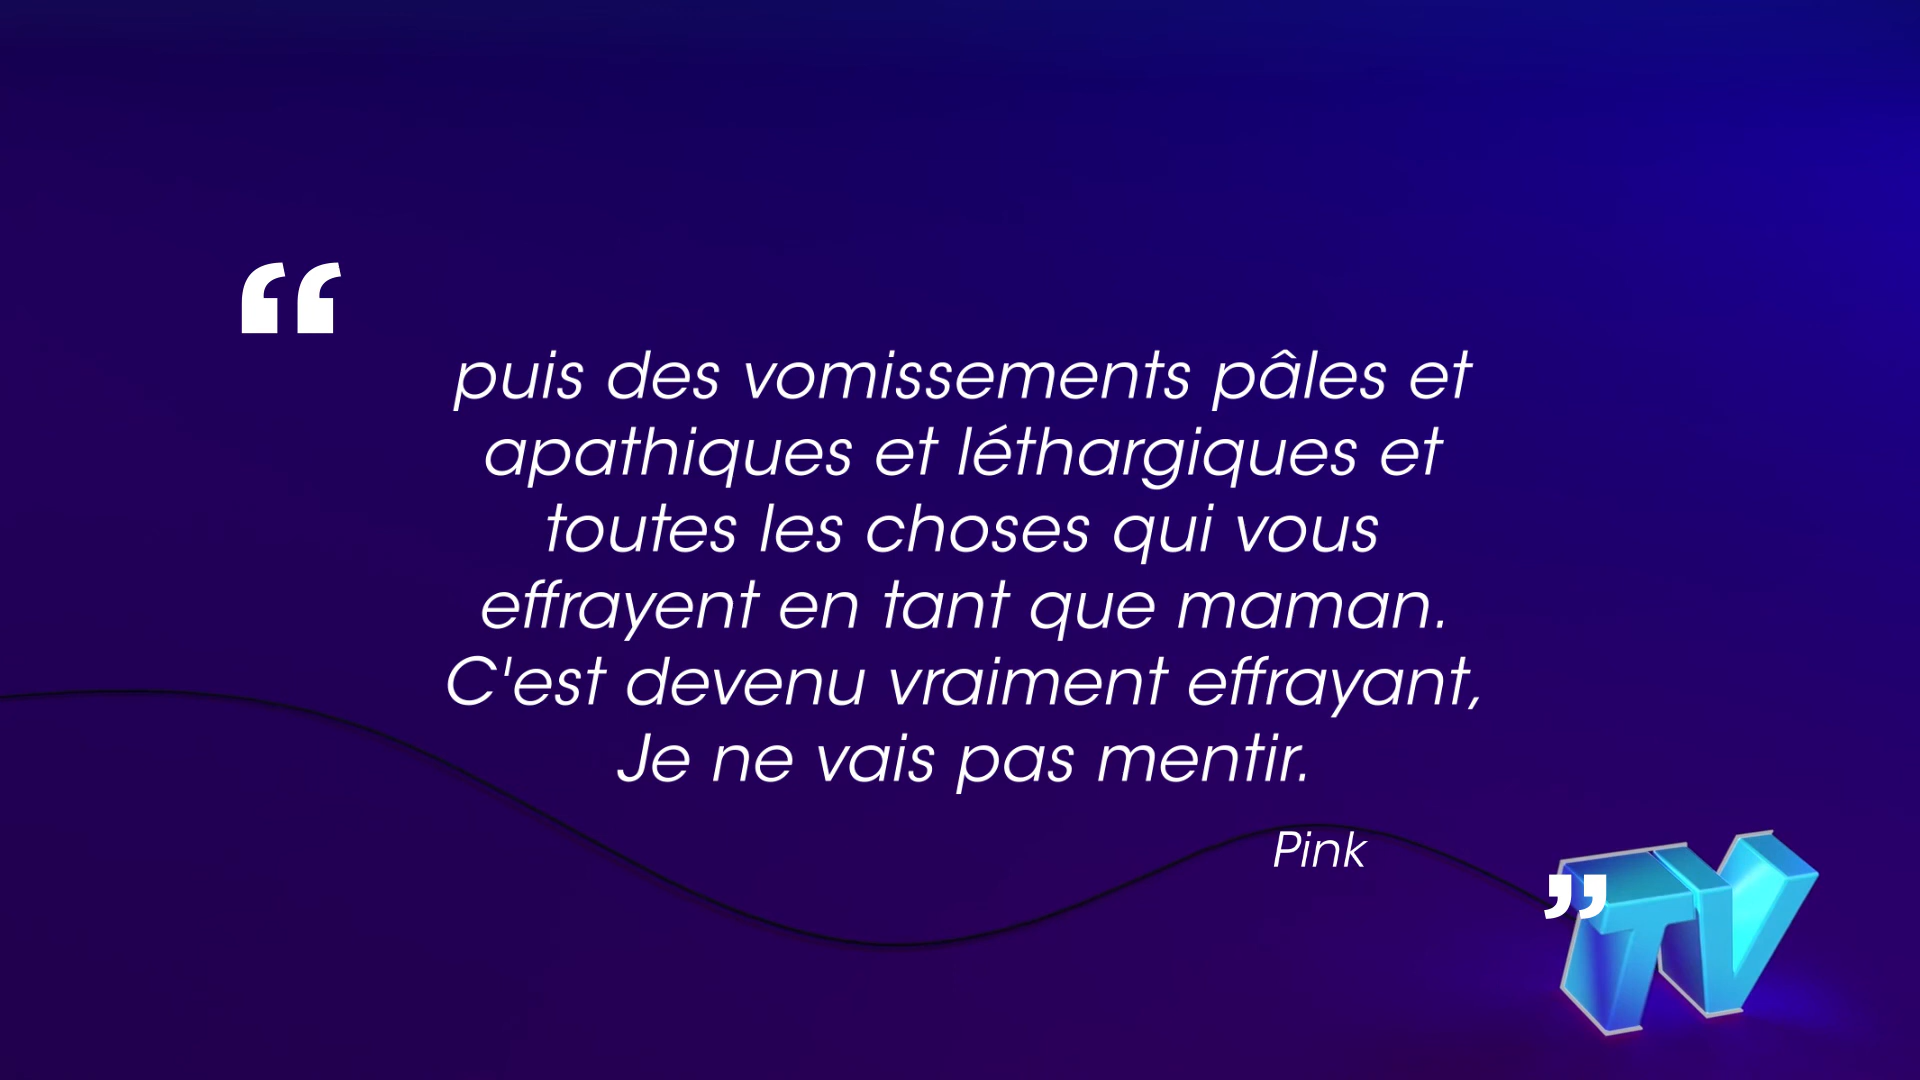 “
puis des vomissements pâles et
apathiques et léthargiques et
toutes les choses qui vous
effrayent en tant que maman.
C'est devenu vraiment effrayant,
Je ne vais pas mentir.
Pink
”
TV